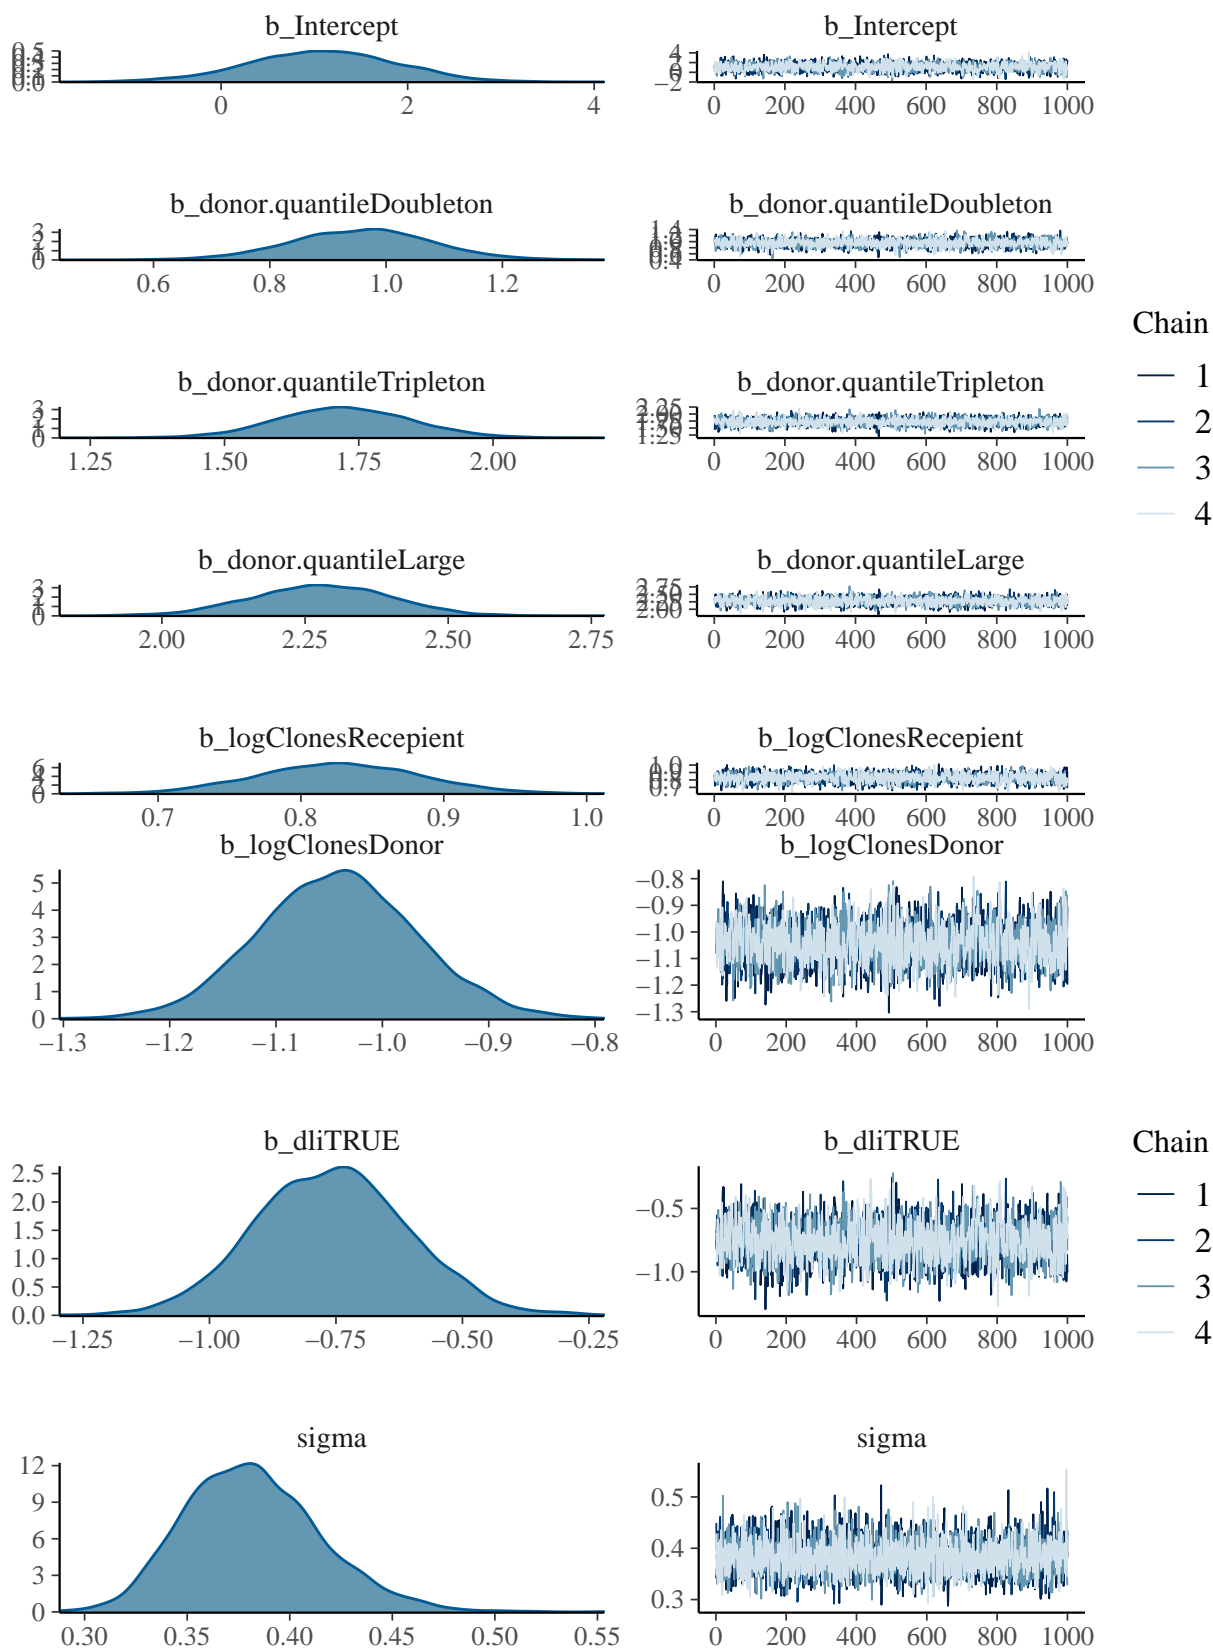 b_Intercept b_Intercept
0 2 4
0 200 400 600 800 1000
b_donor.quantileDoubleton b_donor.quantileDoubleton
0.6 0.8 1.0 1.2
0 200 400 600 800 1000
Chain
1
2
3
4
b_donor.quantileTripleton b_donor.quantileTripleton
1.25 1.50 1.75 2.00
0 200 400 600 800 1000
b_donor.quantileLarge b_donor.quantileLarge
2.00 2.25 2.50 2.75
0 200 400 600 800 1000
b_logClonesRecepient b_logClonesRecepient
0.7 0.8 0.9 1.0
0 200 400 600 800 1000
b_logClonesDonor b_logClonesDonor
5
4
3
2
1
0
−1.3 −1.2 −1.1 −1.0 −0.9 −0.8
−0.8
−0.9
−1.0
−1.1
−1.2
−1.3
0 200 400 600 800 1000
b_dliTRUE b_dliTRUE
2.5
2.0
1.5
1.0
0.5
0.0
−1.25 −1.00 −0.75 −0.50 −0.25
−0.5
−1.0
0 200 400 600 800 1000
Chain
1
2
3
4
sigma sigma
12
9
6
3
0
0.30 0.35 0.40 0.45 0.50 0.55
0.5
0.4
0.3
0 200 400 600 800 1000